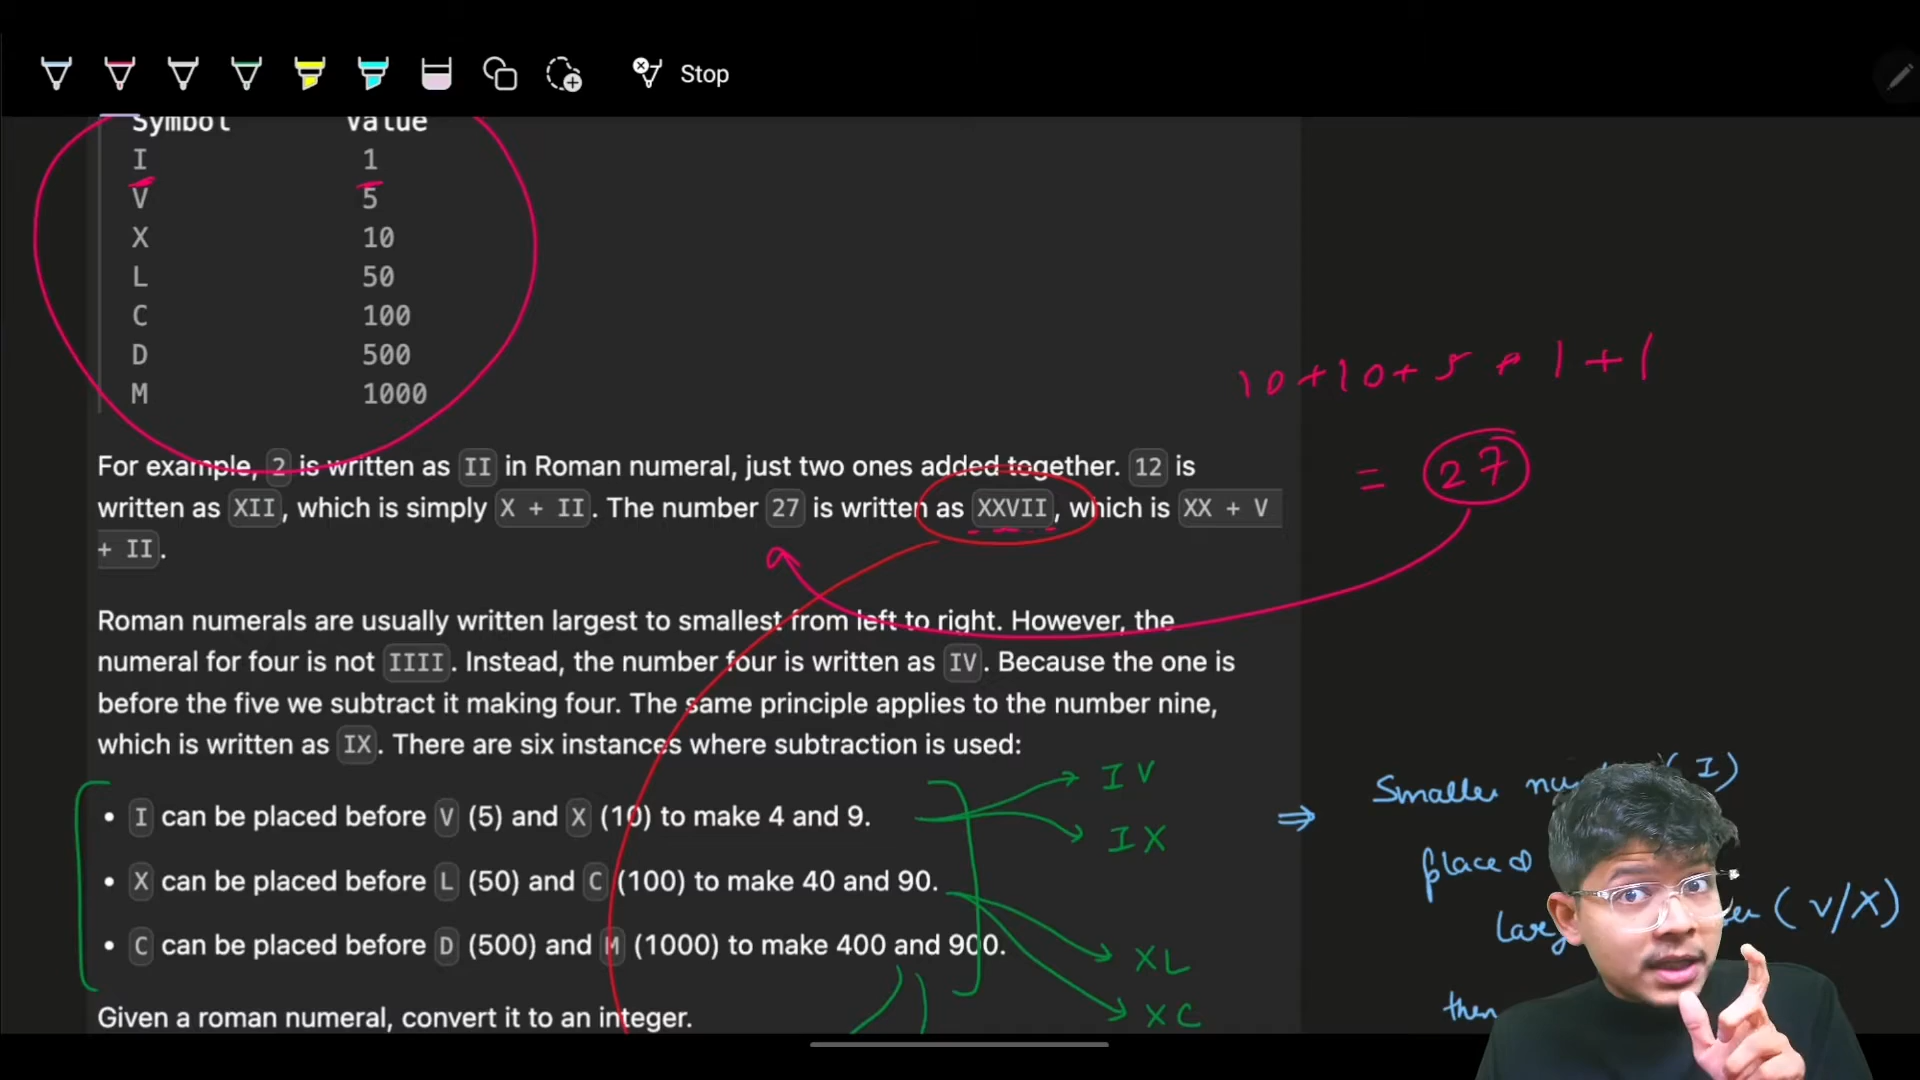 Stop
Symbol Value
I 1
V 5
X 10
L 50
C 100
D 500
M 1000
10+10+5+1+1
= 27
For example, 2 is written as II in Roman numeral, just two ones added together. 12 is
written as XII, which is simply X + II. The number 27 is written as XXVII, which is XX + V
+ II.
Roman numerals are usually written largest to smallest from left to right. However, the
numeral for four is not IIII. Instead, the number four is written as IV. Because the one is
before the five we subtract it making four. The same principle applies to the number nine,
which is written as IX. There are six instances where subtraction is used:
• I can be placed before V (5) and X (10) to make 4 and 9.
IV
IX
• X can be placed before L (50) and C (100) to make 40 and 90.
• C can be placed before D (500) and M (1000) to make 400 and 900.
XL
XC
Given a roman numeral, convert it to an integer.
⇒ Smaller (I)
placed
(V/X)
then